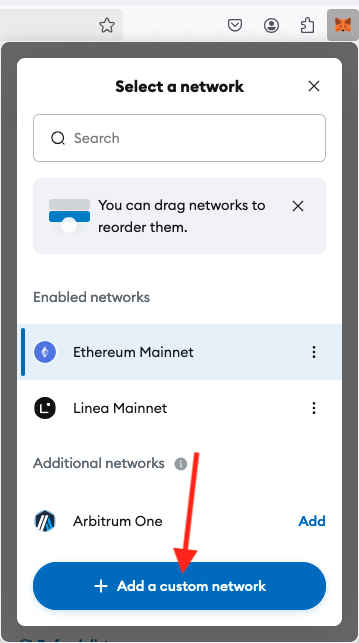 Select a network
Search
You can drag networks to
reorder them.
Enabled networks
Ethereum Mainnet
Linea Mainnet
Additional networks
Arbitrum One
Add
Add a custom network